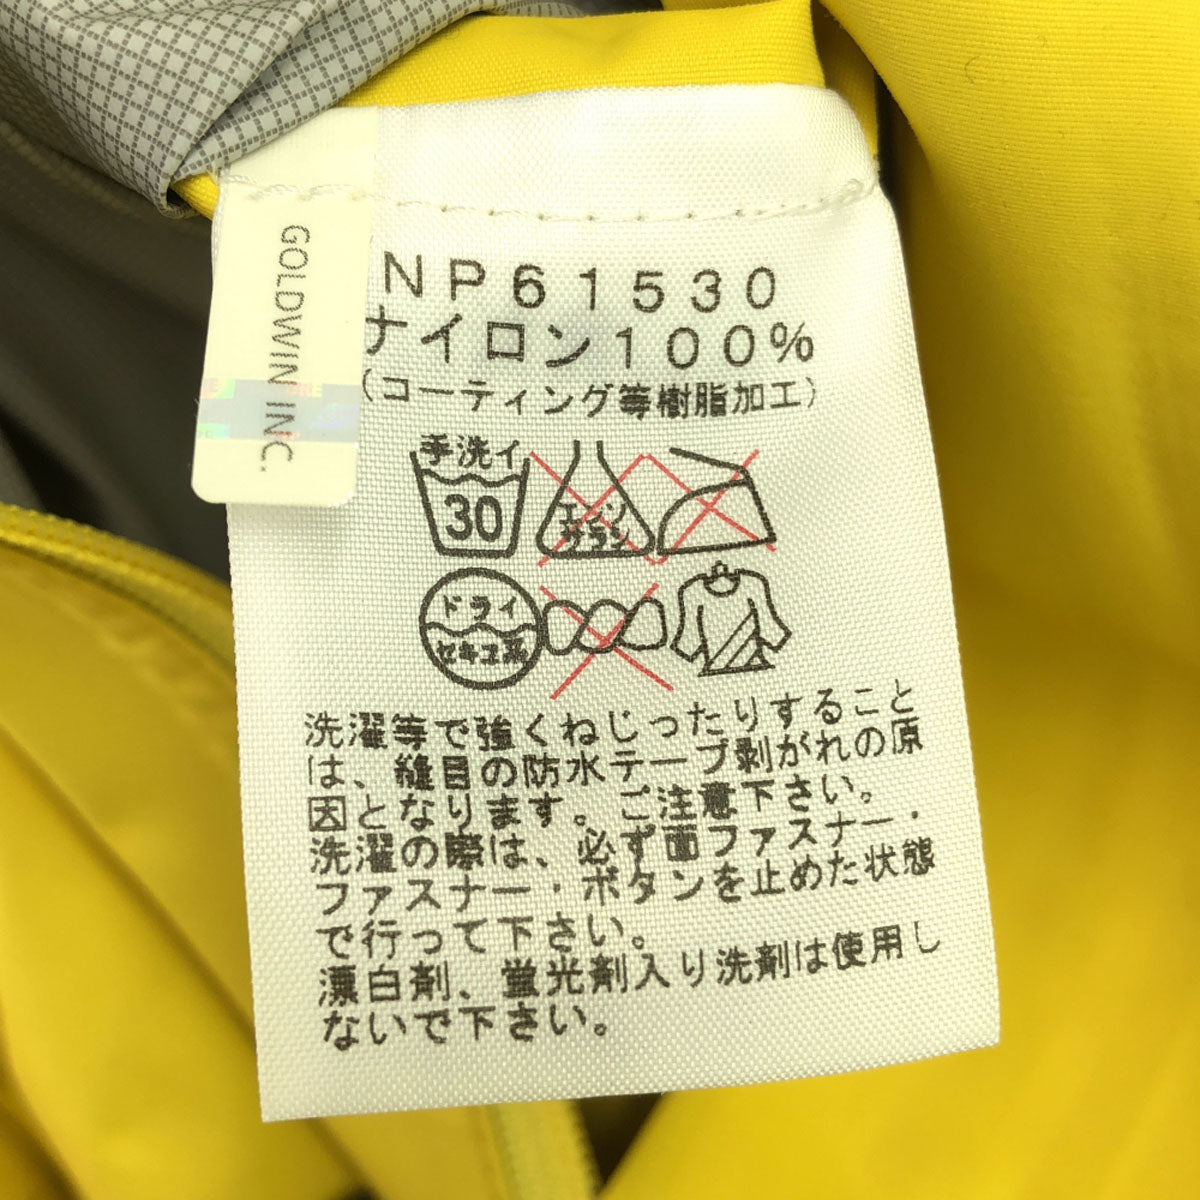 GOLDWIN INC.
NP61530
ナイロン100%
(コーティング等樹脂加工)
手洗イ
30
エンソ
サラシ
ドライ
セキユ系
洗濯等で強くねじったりすること
は、縫目の防水テープ剥がれの原
因となります。ご注意下さい。
洗濯の際は、必ず面ファスナー・
ファスナー・ボタンを止めた状態
で行って下さい。
漂白剤、蛍光剤入り洗剤は使用し
ないで下さい。